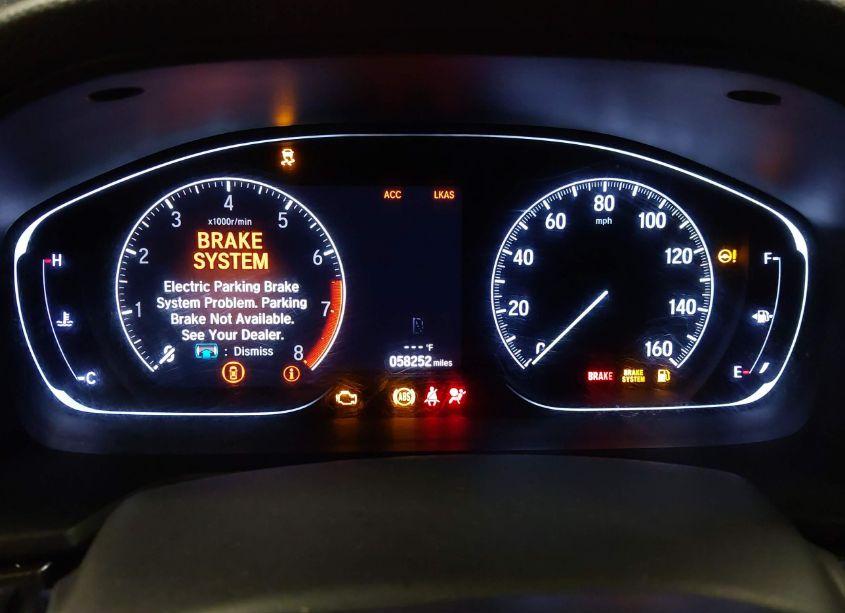 ACC LKAS
4
3
5
x1000r/min
2
6
BRAKE
SYSTEM
Electric Parking Brake
System Problem. Parking
Brake Not Available.
See Your Dealer.
: Dismiss
1
7
8
H
C
---°F
058252 miles
ABS
80
60
100
mph
40
120
20
140
0
160
BRAKE
BRAKE
SYSTEM
F
E